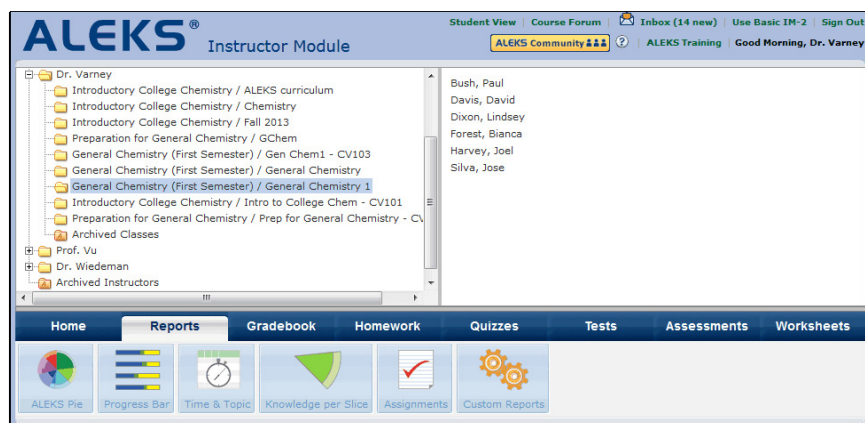 Student View | Course Forum | Inbox (14 new) | Use Basic IM-2 | Sign Out
ALEKS® Instructor Module
ALEKS Community ? | ALEKS Training | Good Morning, Dr. Varney
Dr. Varney
Introductory College Chemistry / ALEKS curriculum
Introductory College Chemistry / Chemistry
Introductory College Chemistry / Fall 2013
Preparation for General Chemistry / GChem
General Chemistry (First Semester) / Gen Chem1 - CV103
General Chemistry (First Semester) / General Chemistry
General Chemistry (First Semester) / General Chemistry 1
Introductory College Chemistry / Intro to College Chem - CV101
Preparation for General Chemistry / Prep for General Chemistry - CV
Archived Classes
Prof. Vu
Dr. Wiedeman
Archived Instructors
Bush, Paul
Davis, David
Dixon, Lindsey
Forest, Bianca
Harvey, Joel
Silva, Jose
Home Reports Gradebook Homework Quizzes Tests Assessments Worksheets
ALEKS Pie Progress Bar Time & Topic Knowledge per Slice Assignments Custom Reports